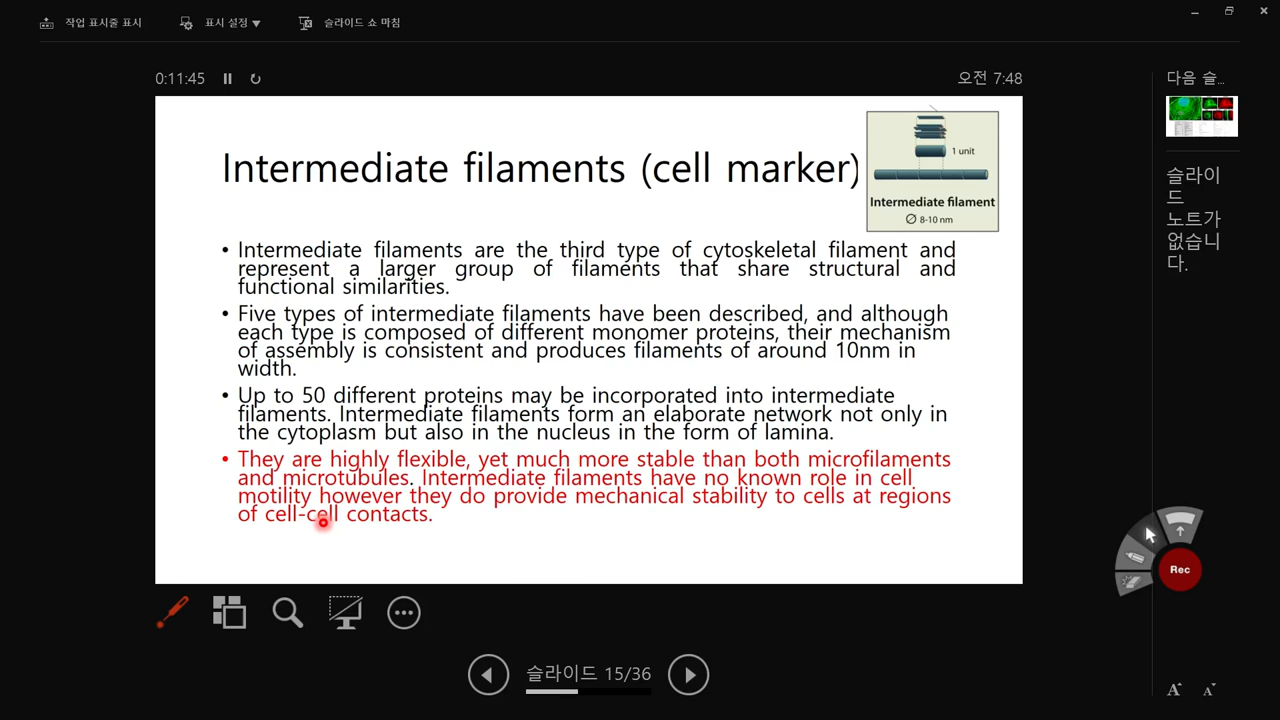 작업 표시줄 표시
표시 설정 ▼
슬라이드 쇼 마침
0:11:45
오전 7:48
다음 슬...
Intermediate filaments (cell marker)
1 unit
Intermediate filament
∅ 8-10 nm
• Intermediate filaments are the third type of cytoskeletal filament and
represent a larger group of filaments that share structural and
functional similarities.
• Five types of intermediate filaments have been described, and although
each type is composed of different monomer proteins, their mechanism
of assembly is consistent and produces filaments of around 10nm in
width.
• Up to 50 different proteins may be incorporated into intermediate
filaments. Intermediate filaments form an elaborate network not only in
the cytoplasm but also in the nucleus in the form of lamina.
• They are highly flexible, yet much more stable than both microfilaments
and microtubules. Intermediate filaments have no known role in cell
motility however they do provide mechanical stability to cells at regions
of cell-cell contacts.
슬라이
드
노트가
없습니
다.
Rec
슬라이드 15/36
A
A